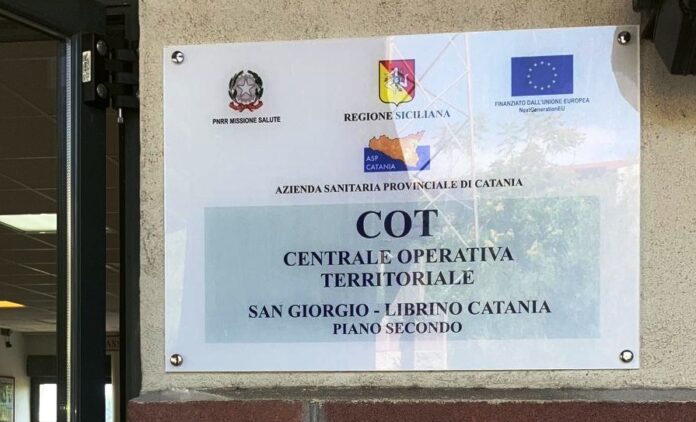 PNRR MISSIONE SALUTE
REGIONE SICILIANA
FINANZIATO DALL'UNIONE EUROPEA
NextGenerationEU
ASP
CATANIA
AZIENDA SANITARIA PROVINCIALE DI CATANIA
COT
CENTRALE OPERATIVA
TERRITORIALE
SAN GIORGIO - LIBRINO CATANIA
PIANO SECONDO